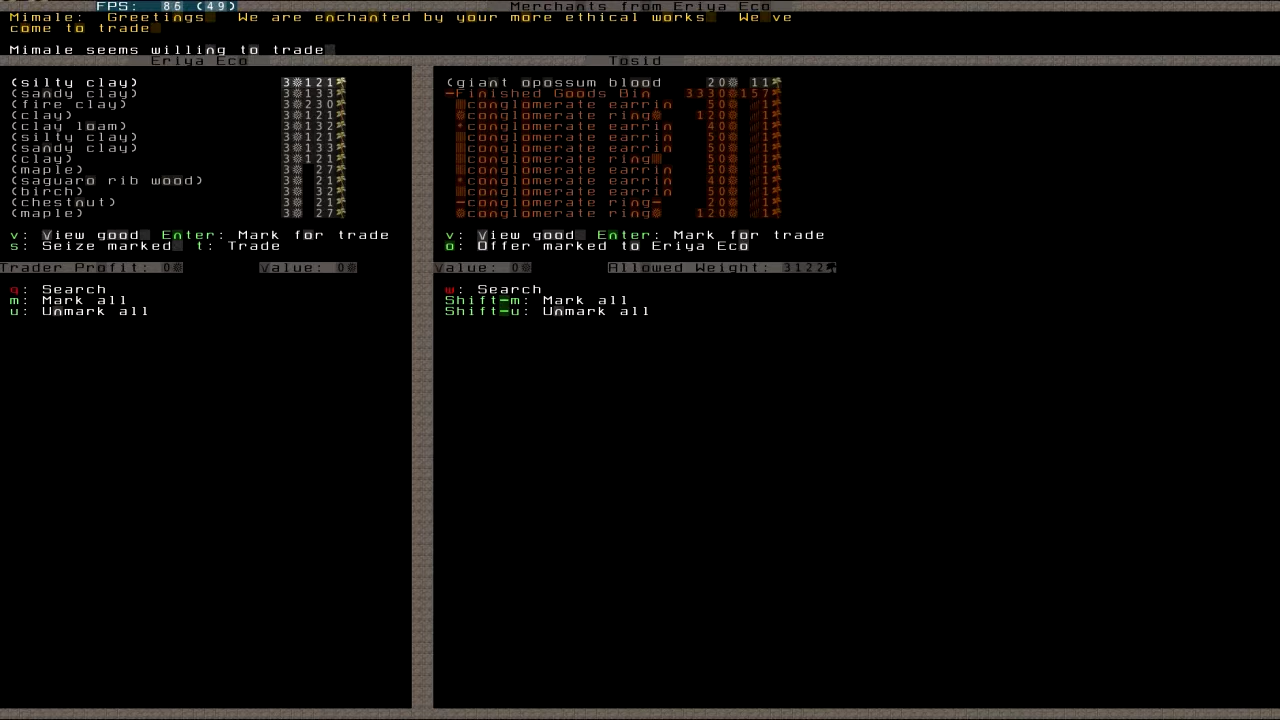 FPS: 86 (49) Merchants from Eriya Eco
Mimale: Greetings. We are enchanted by your more ethical works. We've
come to trade.
Mimale seems willing to trade.
Eriya Eco Tosid
(silty clay) 3☼ 121 (giant opossum blood 20☼ 11
(sandy clay) 3☼ 133 -Finished Goods Bin 3330☼ 157
(fire clay) 3☼ 230 conglomerate earrin 50☼ 1
(clay) 3☼ 121 ☼conglomerate ring☼ 120☼ 1
(clay loam) 3☼ 132 +conglomerate earrin 40☼ 1
(silty clay) 3☼ 121 conglomerate earrin 50☼ 1
(sandy clay) 3☼ 133 conglomerate earrin 50☼ 1
(clay) 3☼ 121 conglomerate ring 50☼ 1
(maple) 3☼ 27 conglomerate earrin 50☼ 1
(saguaro rib wood) 3☼ 21 +conglomerate earrin 40☼ 1
(birch) 3☼ 32 conglomerate earrin 50☼ 1
(chestnut) 3☼ 21 -conglomerate ring- 20☼ 1
(maple) 3☼ 27 ☼conglomerate ring☼ 120☼ 1
v: View good, Enter: Mark for trade v: View good, Enter: Mark for trade
s: Seize marked, t: Trade o: Offer marked to Eriya Eco
Trader Profit: 0☼ Value: 0☼ Value: 0☼ Allowed Weight: 3122
q: Search w: Search
m: Mark all Shift-m: Mark all
u: Unmark all Shift-u: Unmark all